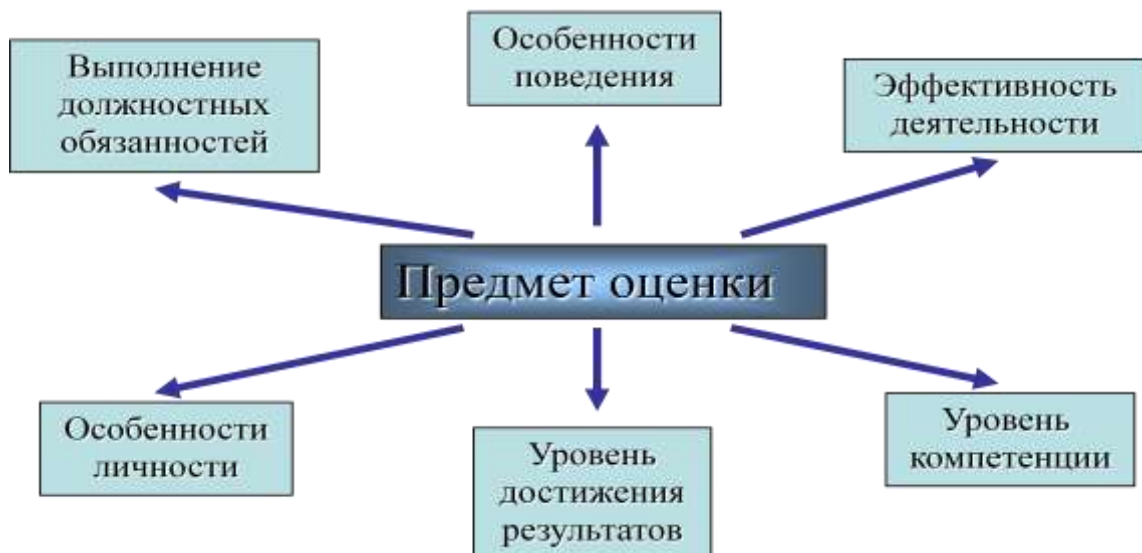 Выполнение
должностных
обязанностей
Особенности
поведения
Эффективность
деятельности
Предмет оценки
Особенности
личности
Уровень
достижения
результатов
Уровень
компетенции